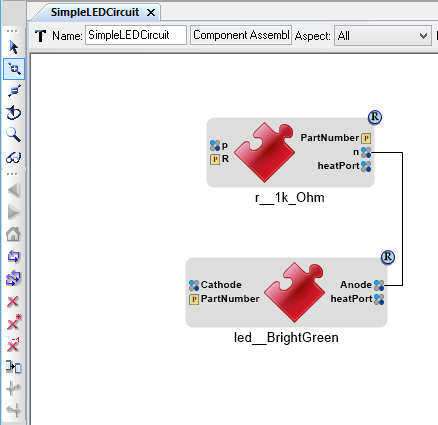 SimpleLEDCircuit
T Name: SimpleLEDCircuit Component Assembl Aspect: All
R
PartNumber P
p n
P R heatPort
r__1k_Ohm
R
Cathode Anode
P PartNumber heatPort
led__BrightGreen